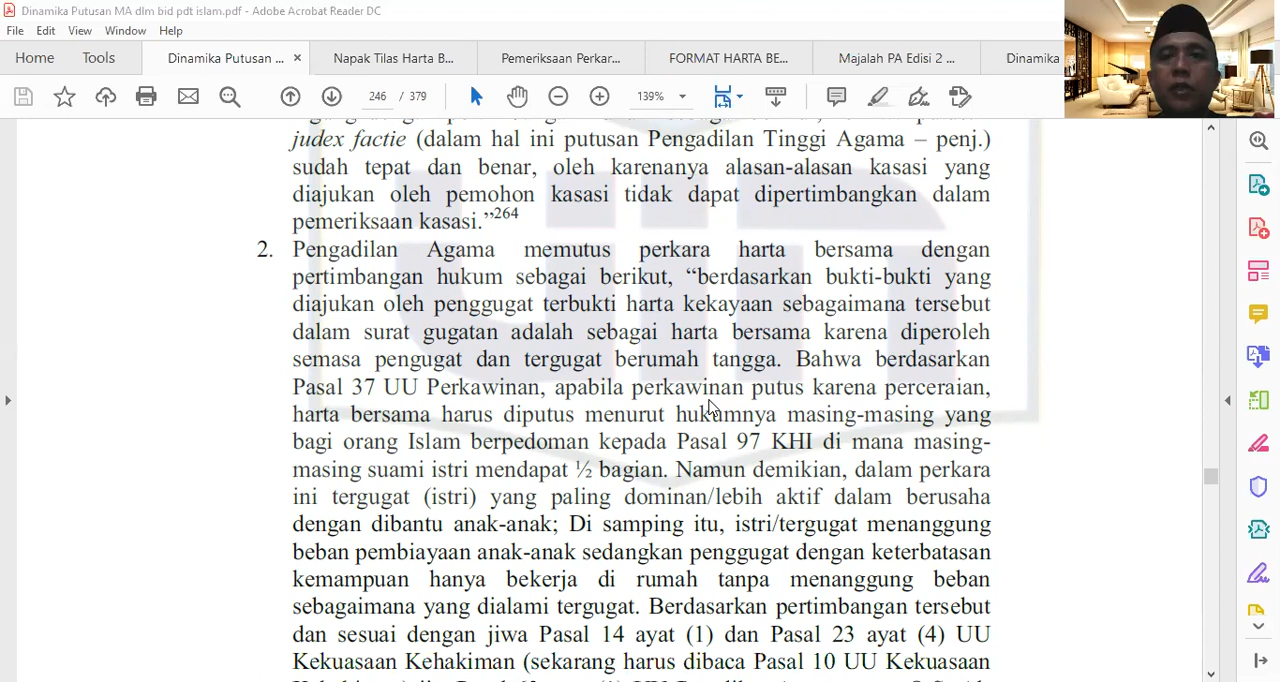 Dinamika Putusan MA dlm bid pdt islam.pdf - Adobe Acrobat Reader DC
File Edit View Window Help
Home Tools Dinamika Putusan ... × Napak Tilas Harta B... Pemeriksaan Perkar... FORMAT HARTA BE... Majalah PA Edisi 2 ... Dinamika
246 / 379 139%
judex factie (dalam hal ini putusan Pengadilan Tinggi Agama – penj.)
sudah tepat dan benar, oleh karenanya alasan-alasan kasasi yang
diajukan oleh pemohon kasasi tidak dapat dipertimbangkan dalam
pemeriksaan kasasi.”264
2. Pengadilan Agama memutus perkara harta bersama dengan
pertimbangan hukum sebagai berikut, “berdasarkan bukti-bukti yang
diajukan oleh penggugat terbukti harta kekayaan sebagaimana tersebut
dalam surat gugatan adalah sebagai harta bersama karena diperoleh
semasa pengugat dan tergugat berumah tangga. Bahwa berdasarkan
Pasal 37 UU Perkawinan, apabila perkawinan putus karena perceraian,
harta bersama harus diputus menurut hukumnya masing-masing yang
bagi orang Islam berpedoman kepada Pasal 97 KHI di mana masing-
masing suami istri mendapat ½ bagian. Namun demikian, dalam perkara
ini tergugat (istri) yang paling dominan/lebih aktif dalam berusaha
dengan dibantu anak-anak; Di samping itu, istri/tergugat menanggung
beban pembiayaan anak-anak sedangkan penggugat dengan keterbatasan
kemampuan hanya bekerja di rumah tanpa menanggung beban
sebagaimana yang dialami tergugat. Berdasarkan pertimbangan tersebut
dan sesuai dengan jiwa Pasal 14 ayat (1) dan Pasal 23 ayat (4) UU
Kekuasaan Kehakiman (sekarang harus dibaca Pasal 10 UU Kekuasaan